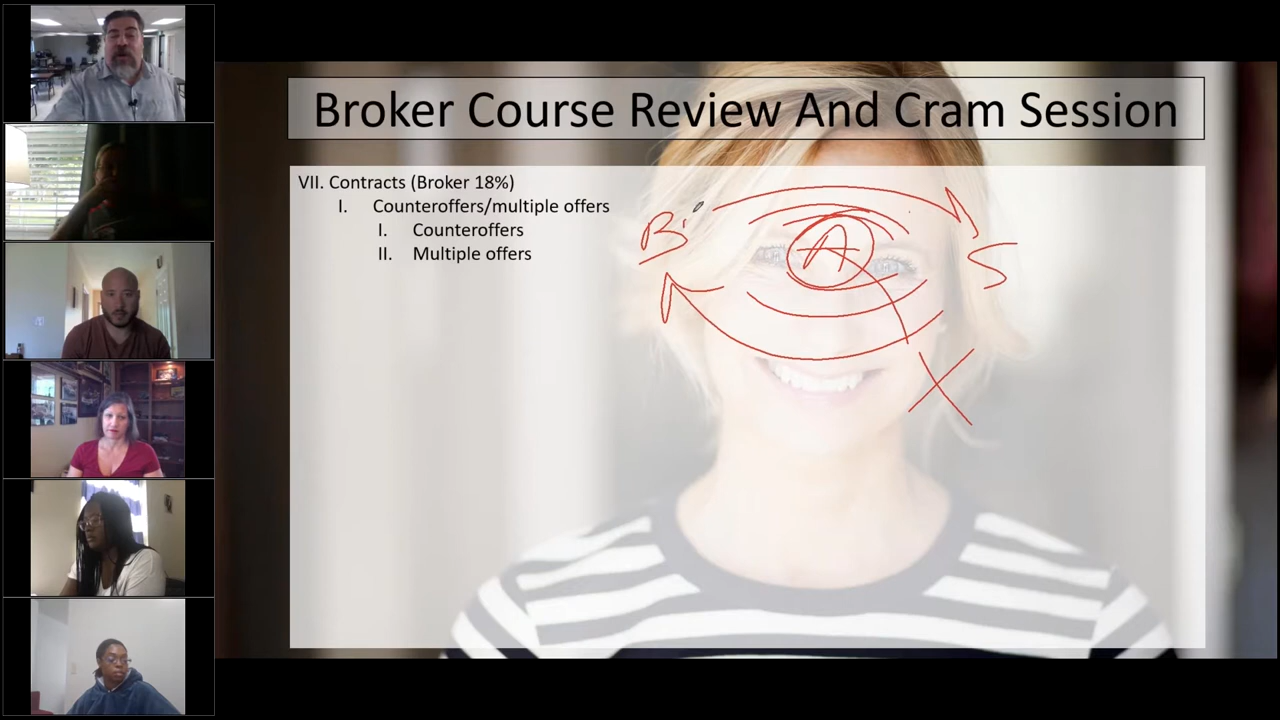 Broker Course Review And Cram Session
VII. Contracts (Broker 18%)
I. Counteroffers/multiple offers
I. Counteroffers
II. Multiple offers
B
A
S
X